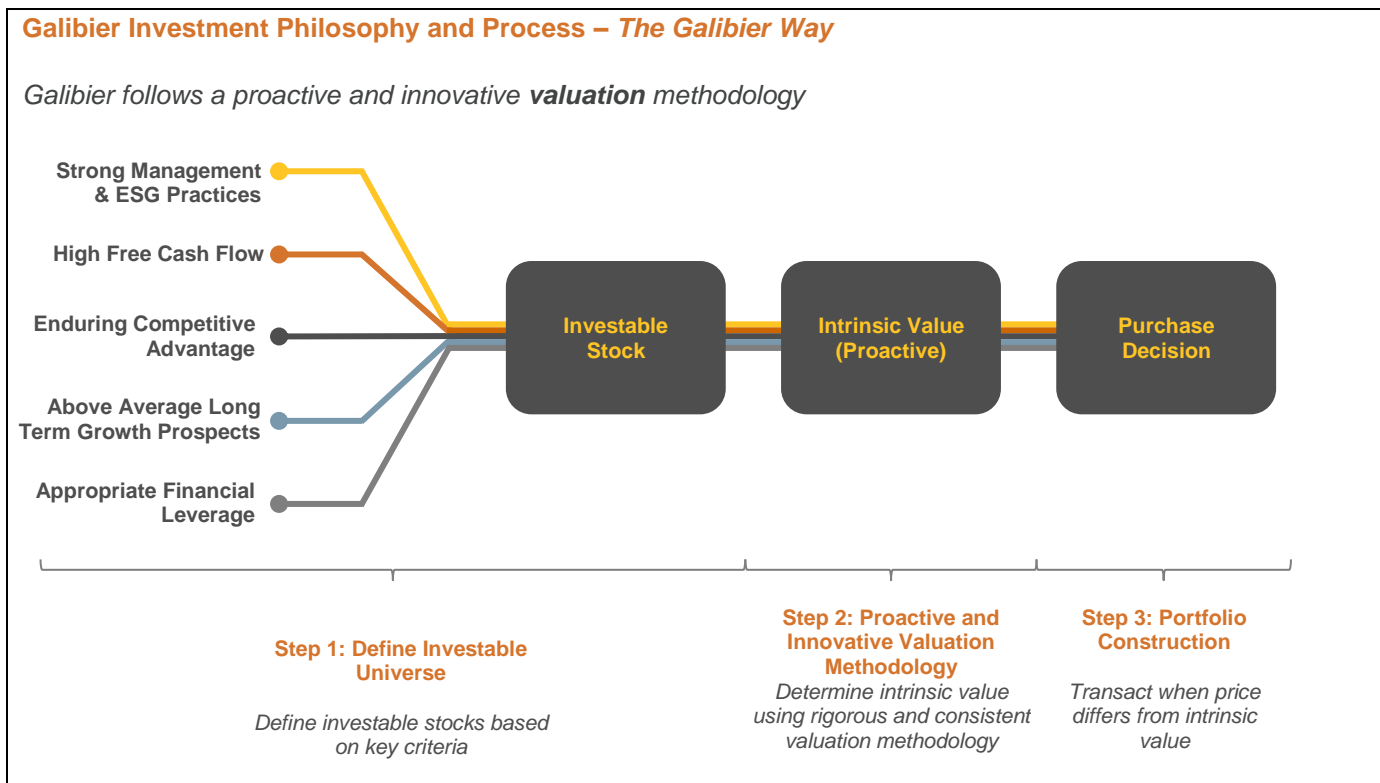 Galibier Investment Philosophy and Process – The Galibier Way
Galibier follows a proactive and innovative valuation methodology
Strong Management
& ESG Practices
High Free Cash Flow
Enduring Competitive
Advantage
Above Average Long
Term Growth Prospects
Appropriate Financial
Leverage
Investable
Stock
Intrinsic Value
(Proactive)
Purchase
Decision
Step 1: Define Investable
Universe
Define investable stocks based
on key criteria
Step 2: Proactive and
Innovative Valuation
Methodology
Determine intrinsic value
using rigorous and consistent
valuation methodology
Step 3: Portfolio
Construction
Transact when price
differs from intrinsic
value